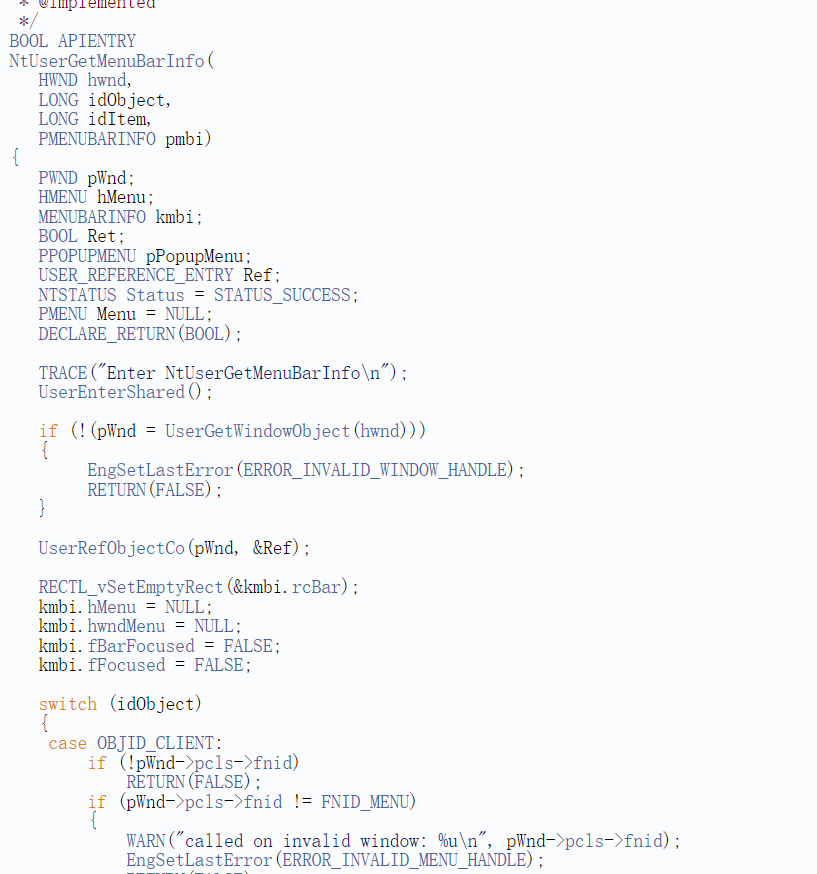 * @implemented
 */
BOOL APIENTRY
NtUserGetMenuBarInfo(
   HWND hwnd,
   LONG idObject,
   LONG idItem,
   PMENUBARINFO pmbi)
{
   PWND pWnd;
   HMENU hMenu;
   MENUBARINFO kmbi;
   BOOL Ret;
   PPOPUPMENU pPopupMenu;
   USER_REFERENCE_ENTRY Ref;
   NTSTATUS Status = STATUS_SUCCESS;
   PMENU Menu = NULL;
   DECLARE_RETURN(BOOL);
   TRACE("Enter NtUserGetMenuBarInfo\n");
   UserEnterShared();
   if (!(pWnd = UserGetWindowObject(hwnd)))
   {
        EngSetLastError(ERROR_INVALID_WINDOW_HANDLE);
        RETURN(FALSE);
   }
   UserRefObjectCo(pWnd, &Ref);
   RECTL_vSetEmptyRect(&kmbi.rcBar);
   kmbi.hMenu = NULL;
   kmbi.hwndMenu = NULL;
   kmbi.fBarFocused = FALSE;
   kmbi.fFocused = FALSE;
   switch (idObject)
   {
    case OBJID_CLIENT:
        if (!pWnd->pcls->fnid)
            RETURN(FALSE);
        if (pWnd->pcls->fnid != FNID_MENU)
        {
            WARN("called on invalid window: %u\n", pWnd->pcls->fnid);
            EngSetLastError(ERROR_INVALID_MENU_HANDLE);